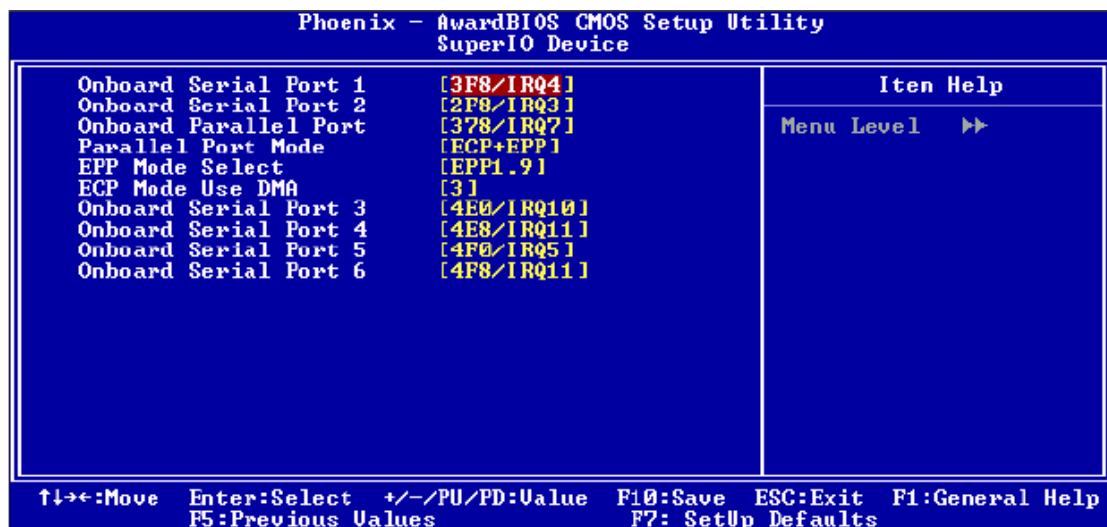 Phoenix - AwardBIOS CMOS Setup Utility
SuperIO Device
Onboard Serial Port 1 [3F8/IRQ4]
Onboard Serial Port 2 [2F8/IRQ3]
Onboard Parallel Port [378/IRQ7]
Parallel Port Mode [ECP+EPP]
EPP Mode Select [EPP1.9]
ECP Mode Use DMA [3]
Onboard Serial Port 3 [4E0/IRQ10]
Onboard Serial Port 4 [4E8/IRQ11]
Onboard Serial Port 5 [4F0/IRQ5]
Onboard Serial Port 6 [4F8/IRQ11]
Item Help
Menu Level ▸▸
↑↓→←:Move Enter:Select +/-/PU/PD:Value F10:Save ESC:Exit F1:General Help
F5:Previous Values F7: SetUp Defaults